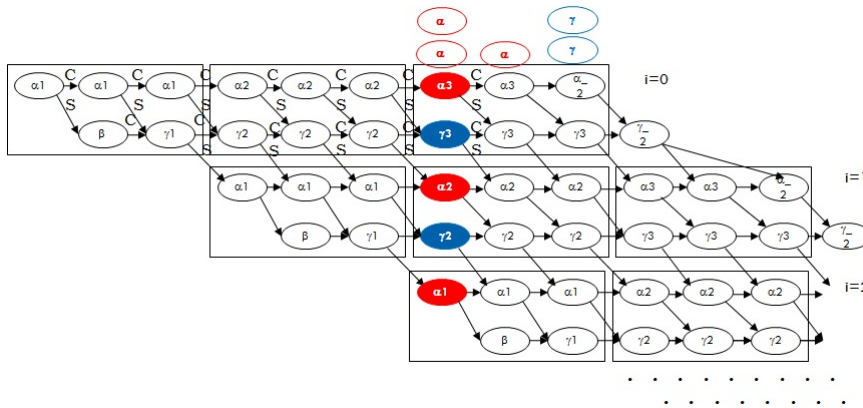 α γ
α α γ
C C C C C C C
α1 α1 α1 α2 α2 α2 α3 α3 α_2 i=0
S S S S S S S
C C C C C C C
β γ1 γ2 γ2 γ2 γ3 γ3 γ3 γ_2
S S S S S
α1 α1 α1 α2 α2 α2 α3 α3 α_2 i=1
β γ1 γ2 γ2 γ2 γ3 γ3 γ3 γ_2
α1 α1 α1 α2 α2 α2 i=2
β γ1 γ2 γ2 γ2
. . . . . . . . . .
. . . . . . . .